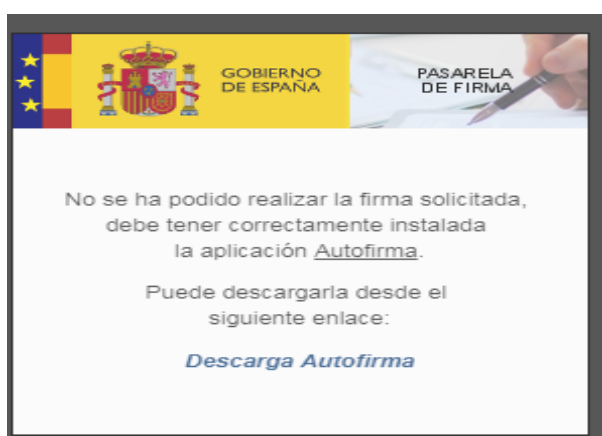 GOBIERNO
DE ESPAÑA
PASARELA
DE FIRMA
No se ha podido realizar la firma solicitada,
debe tener correctamente instalada
la aplicación Autofirma.
Puede descargarla desde el
siguiente enlace:
Descarga Autofirma